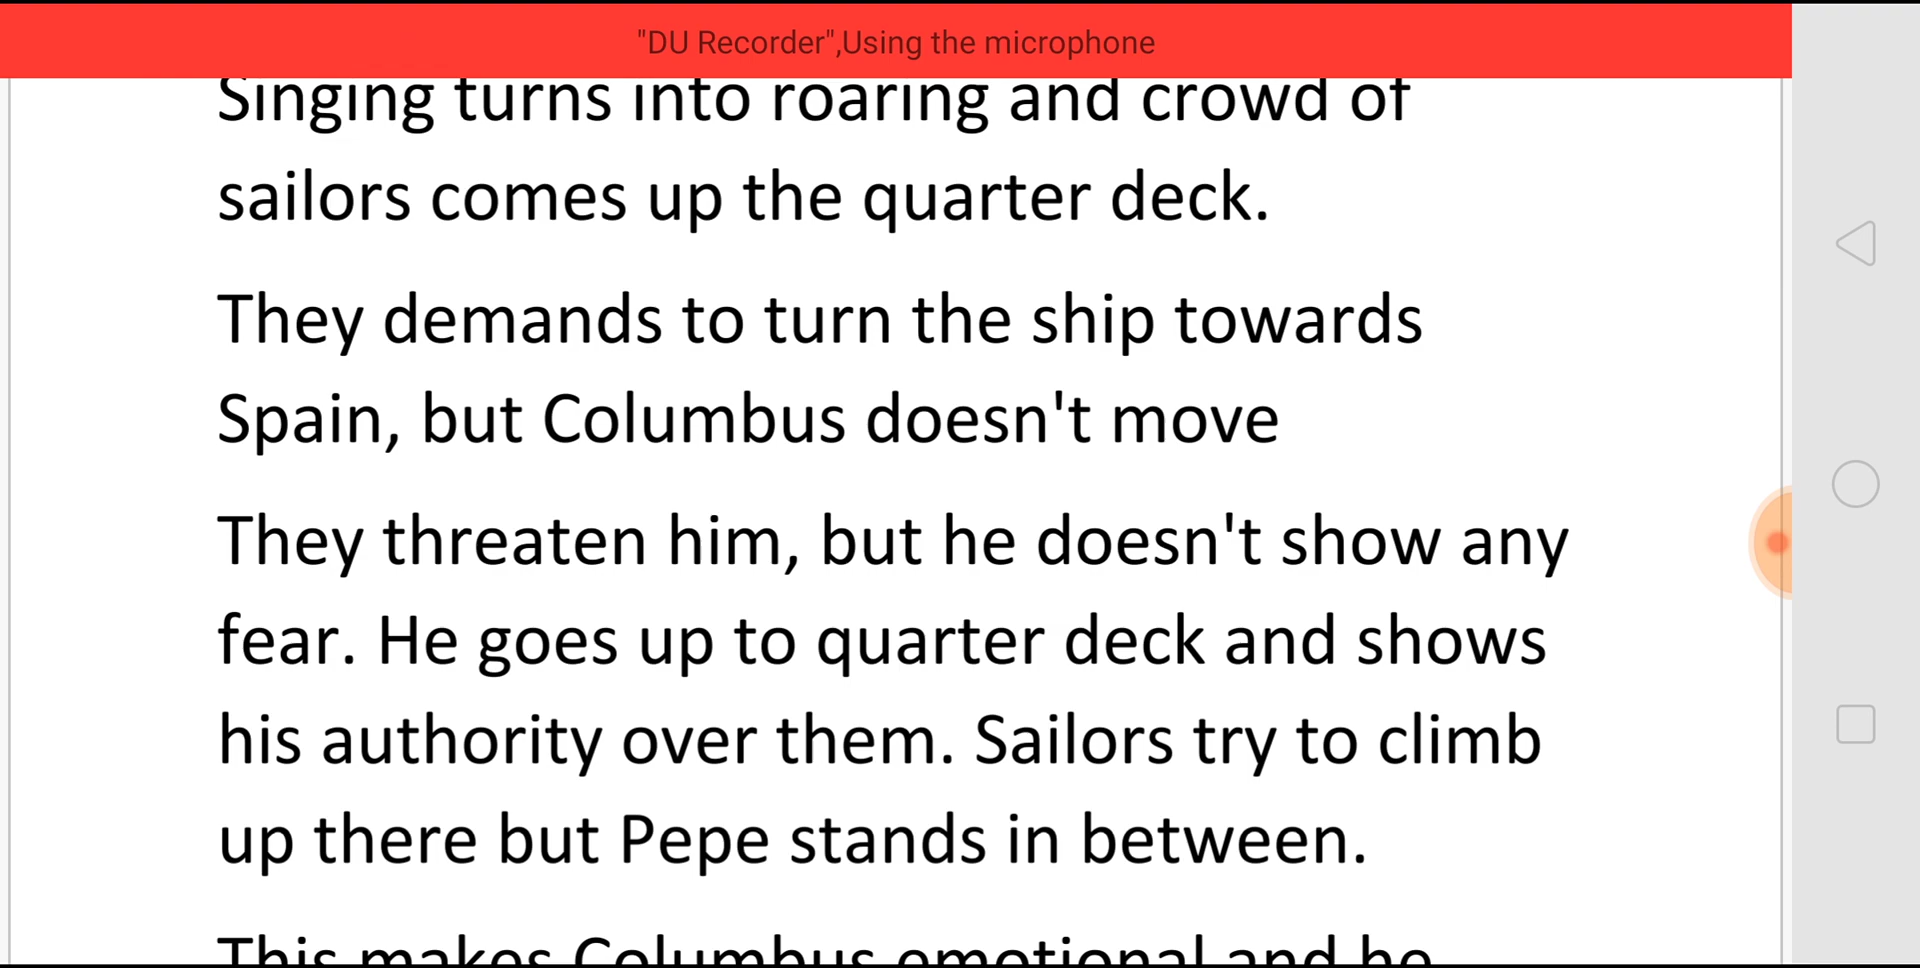 "DU Recorder",Using the microphone
Singing turns into roaring and crowd of
sailors comes up the quarter deck.
They demands to turn the ship towards
Spain, but Columbus doesn't move
They threaten him, but he doesn't show any
fear. He goes up to quarter deck and shows
his authority over them. Sailors try to climb
up there but Pepe stands in between.
This makes Columbus emotional and he